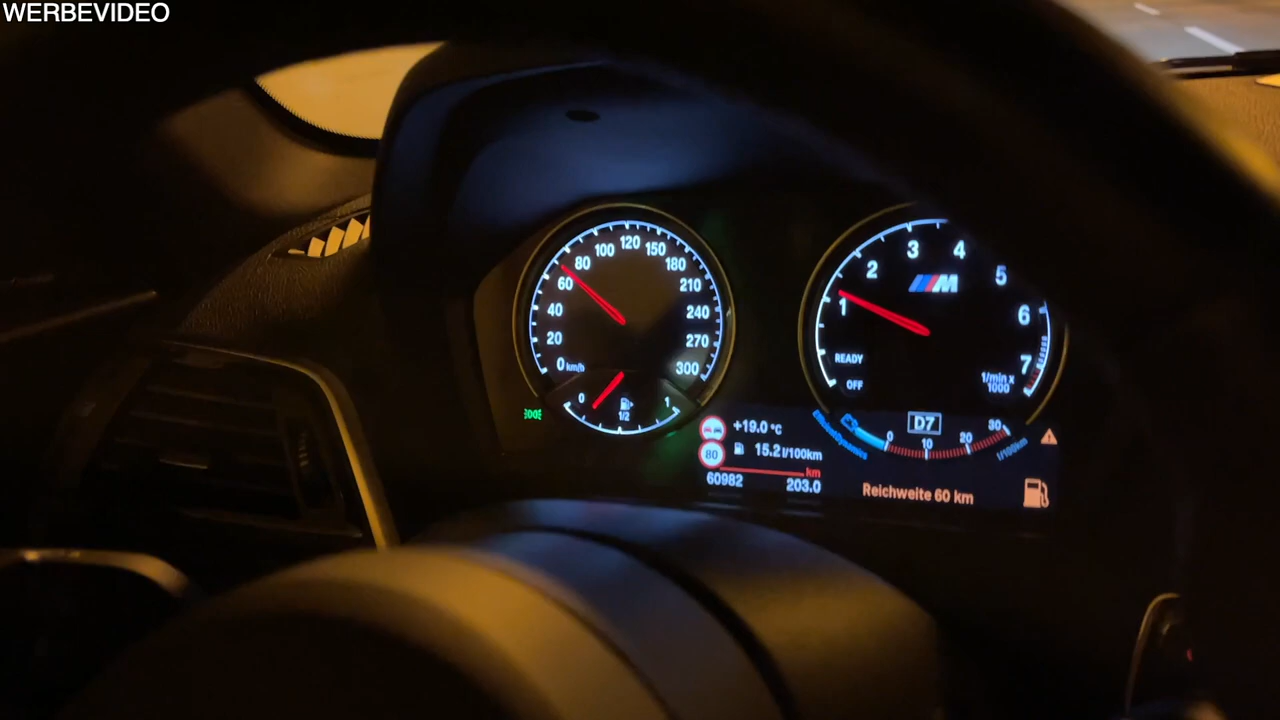 WERBEVIDEO
0 km/h
20
40
60
80
100
120
150
180
210
240
270
300
0
1/2
1
1
2
3
4
5
6
7
M
READY
OFF
1/min x
1000
+19.0 °C
80
15.2 l/100km
km
60982
203.0
EfficientDynamics
D7
0
10
20
30
l/100km
Reichweite 60 km